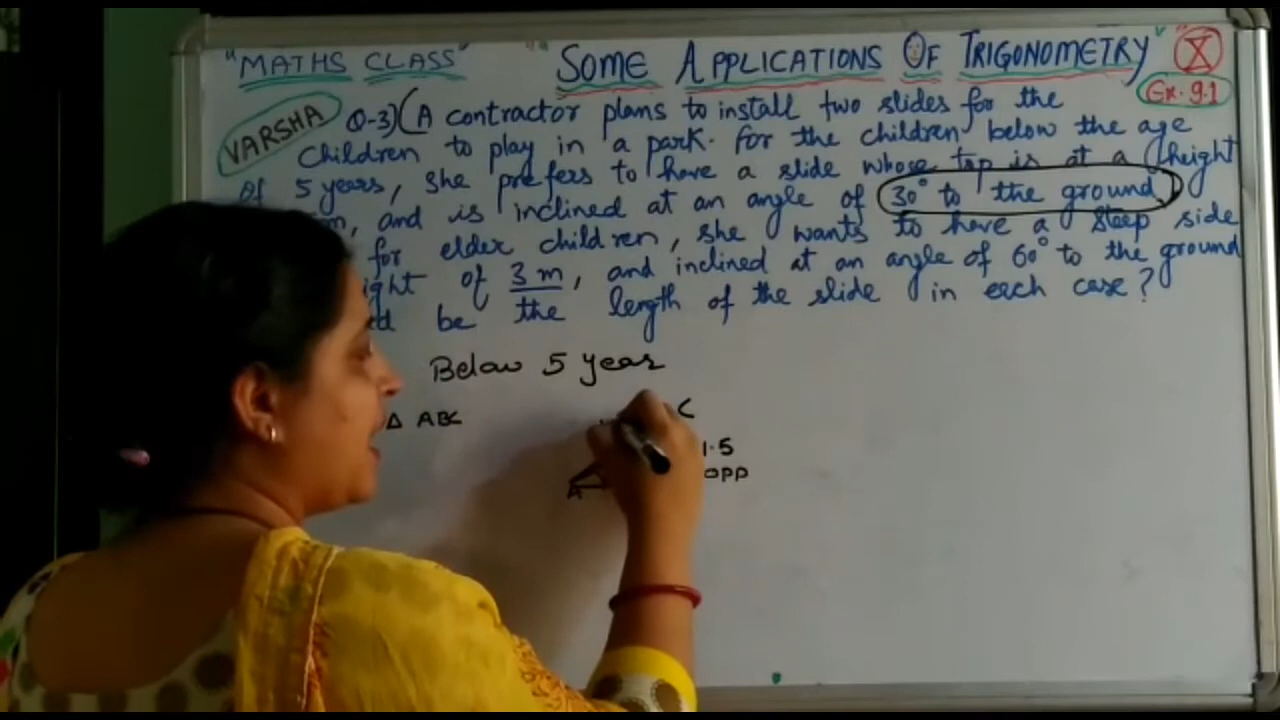 "MATHS CLASS" "SOME APPLICATIONS OF TRIGONOMETRY" X
Ex. 9.1
VARSHA Q-3) (A contractor plans to install two slides for the
children to play in a park. For the children below the age
of 5 years, she prefers to have a slide whose top is at a height
m, and is inclined at an angle of 30° to the ground
for elder children, she wants to have a steep side
ight of 3 m, and inclined at an angle of 60° to the ground
be the length of the slide in each case?
Below 5 year
Δ ABC
C
1.5
opp
A